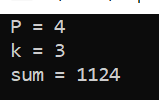 P = 4
k = 3
sum = 1124